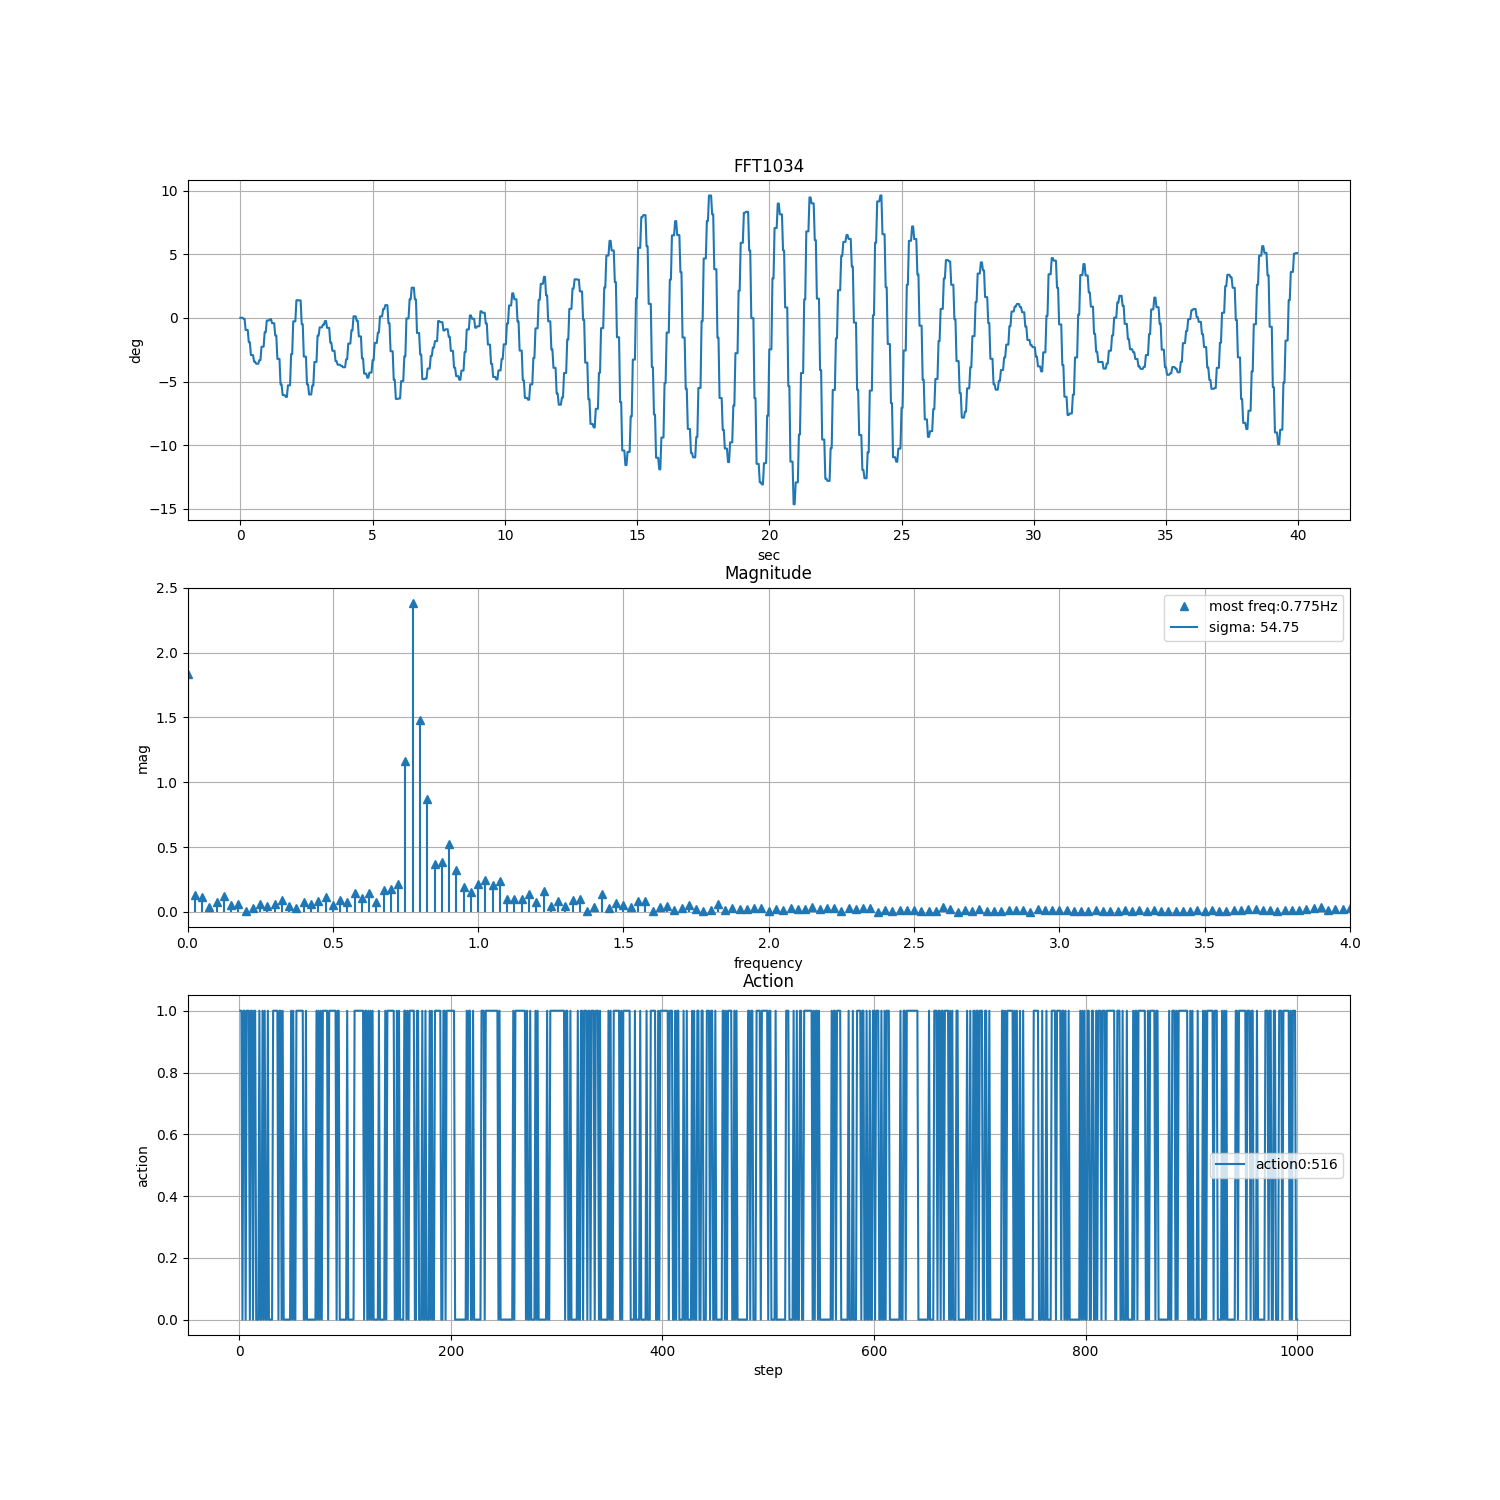 FFT1034
10
5
0
−5
−10
−15
deg
0 5 10 15 20 25 30 35 40
sec
Magnitude
2.5
2.0
1.5
1.0
0.5
0.0
mag
most freq:0.775Hz
sigma: 54.75
0.0 0.5 1.0 1.5 2.0 2.5 3.0 3.5 4.0
frequency
Action
1.0
0.8
0.6
0.4
0.2
0.0
action
action0:516
0 200 400 600 800 1000
step